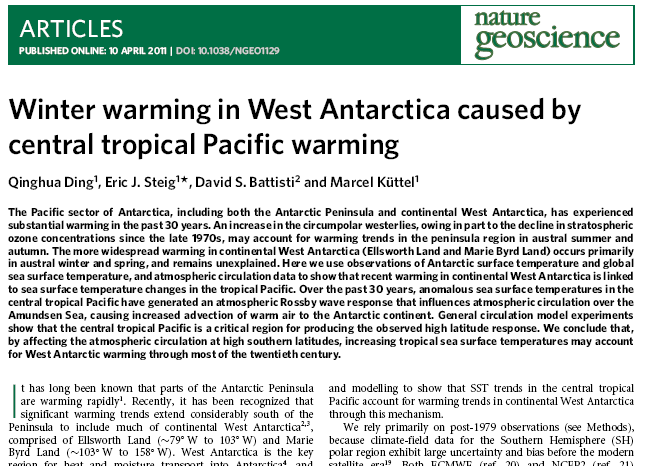 ARTICLES
PUBLISHED ONLINE: 10 APRIL 2011 | DOI: 10.1038/NGEO1129
nature
geoscience
Winter warming in West Antarctica caused by
central tropical Pacific warming
Qinghua Ding¹, Eric J. Steig¹*, David S. Battisti² and Marcel Küttel¹
The Pacific sector of Antarctica, including both the Antarctic Peninsula and continental West Antarctica, has experienced
substantial warming in the past 30 years. An increase in the circumpolar westerlies, owing in part to the decline in stratospheric
ozone concentrations since the late 1970s, may account for warming trends in the peninsula region in austral summer and
autumn. The more widespread warming in continental West Antarctica (Ellsworth Land and Marie Byrd Land) occurs primarily
in austral winter and spring, and remains unexplained. Here we use observations of Antarctic surface temperature and global
sea surface temperature, and atmospheric circulation data to show that recent warming in continental West Antarctica is linked
to sea surface temperature changes in the tropical Pacific. Over the past 30 years, anomalous sea surface temperatures in the
central tropical Pacific have generated an atmospheric Rossby wave response that influences atmospheric circulation over the
Amundsen Sea, causing increased advection of warm air to the Antarctic continent. General circulation model experiments
show that the central tropical Pacific is a critical region for producing the observed high latitude response. We conclude that,
by affecting the atmospheric circulation at high southern latitudes, increasing tropical sea surface temperatures may account
for West Antarctic warming through most of the twentieth century.
It has long been known that parts of the Antarctic Peninsula
are warming rapidly¹. Recently, it has been recognized that
significant warming trends extend considerably south of the
Peninsula to include much of continental West Antarctica²,³,
comprised of Ellsworth Land (~79° W to 103° W) and Marie
Byrd Land (~103° W to 158° W). West Antarctica is the key
region for heat and moisture transport into Antarctica⁴, and
and modelling to show that SST trends in the central tropical
Pacific account for warming trends in continental West Antarctica
through this mechanism.
We rely primarily on post-1979 observations (see Methods),
because climate-field data for the Southern Hemisphere (SH)
polar region exhibit large uncertainty and bias before the modern
satellite era¹⁹. Both ECMWF (ref. 20) and NCEP2 (ref. 21)